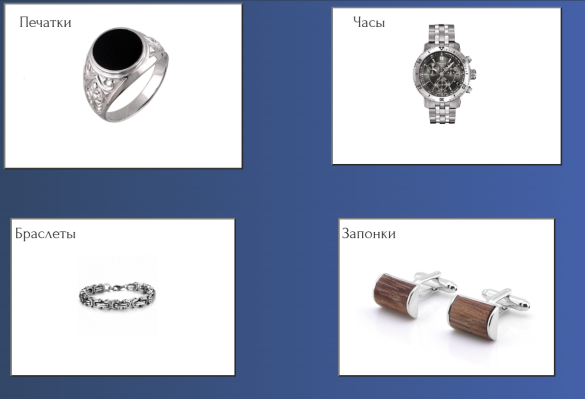 Печатки
Часы
Браслеты
Запонки